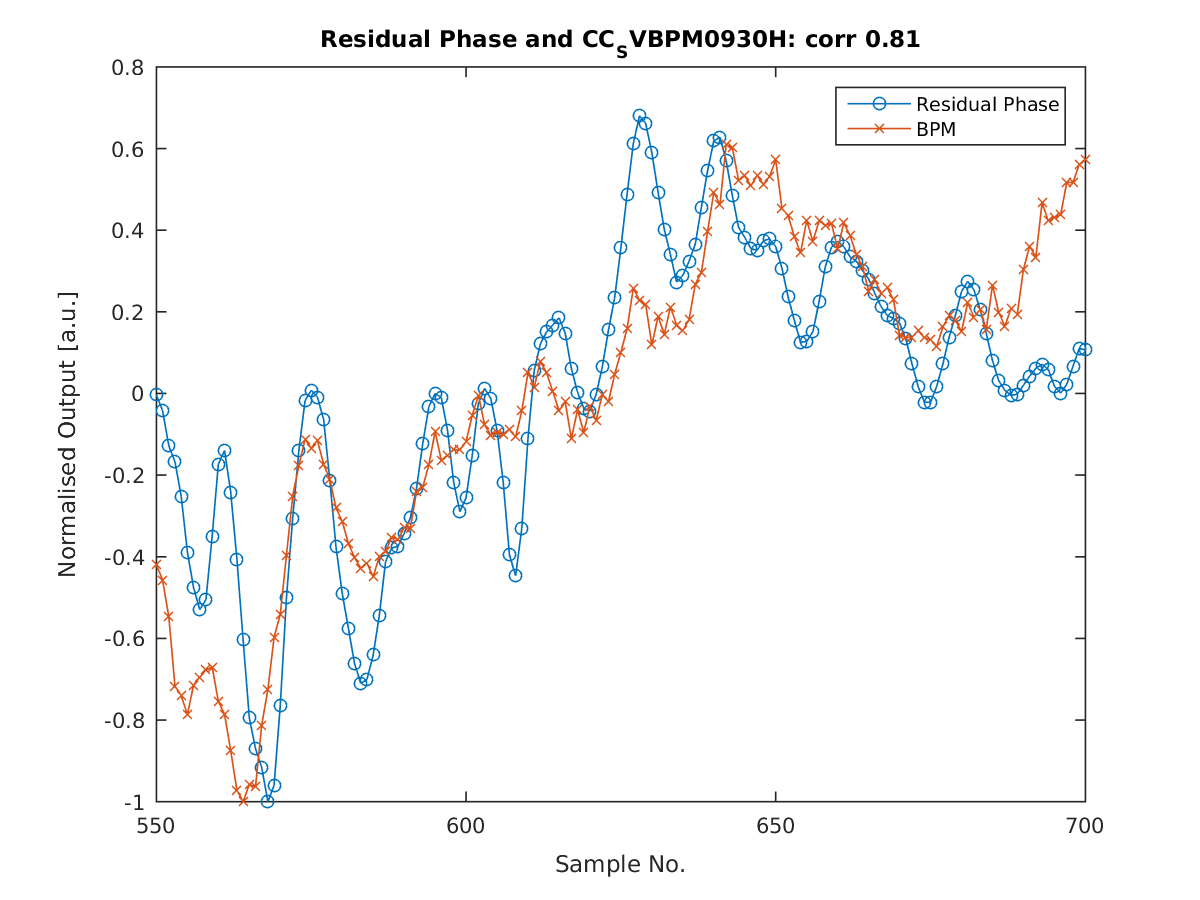 Residual Phase and CC_SVBPM0930H: corr 0.81
Residual Phase
BPM
Normalised Output [a.u.]
0.8
0.6
0.4
0.2
0
-0.2
-0.4
-0.6
-0.8
-1
550 600 650 700
Sample No.